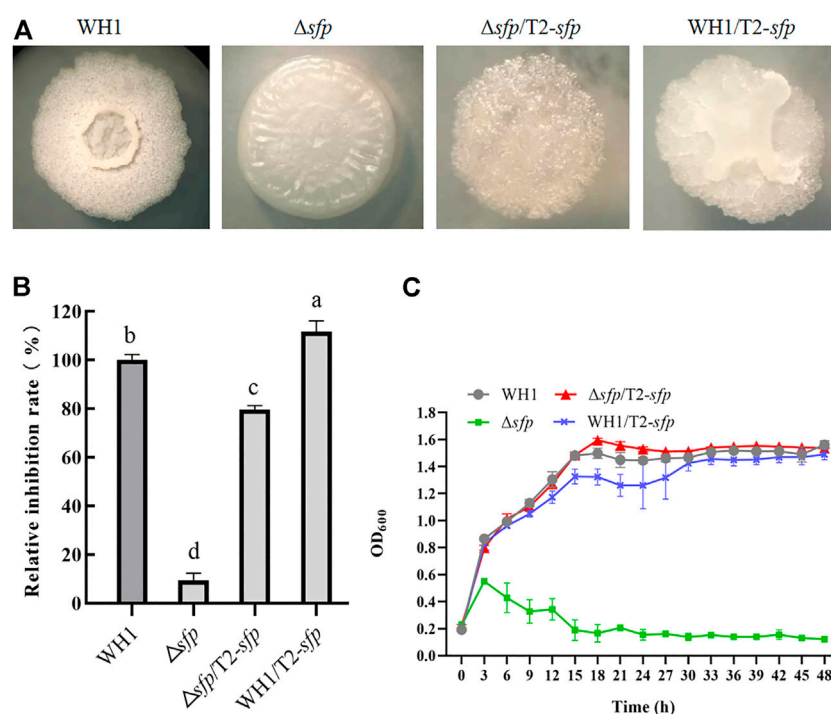 A
WH1 Δsfp Δsfp/T2-sfp WH1/T2-sfp
B
Relative inhibition rate ( %)
120
100
80
60
40
20
0
b
d
c
a
WH1
Δsfp
Δsfp/T2-sfp
WH1/T2-sfp
C
WH1 Δsfp/T2-sfp
Δsfp WH1/T2-sfp
OD600
1.8
1.6
1.4
1.2
1.0
0.8
0.6
0.4
0.2
0.0
0 3 6 9 12 15 18 21 24 27 30 33 36 39 42 45 48
Time (h)